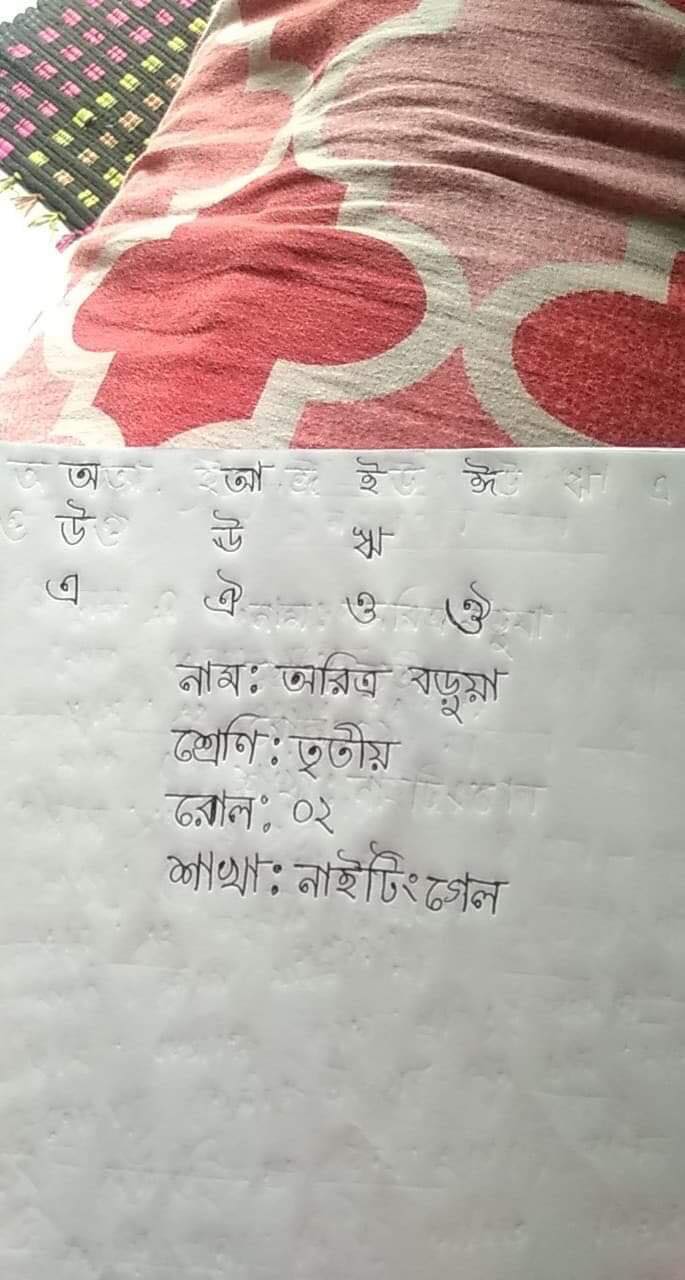 অ আ ই ঈ
উ ঊ ঋ
এ ঐ ও ঔ
নাম: অরিত্র বড়ুয়া
শ্রেণি: তৃতীয়
রোল: ০২
শাখা: নাইটিংগেল